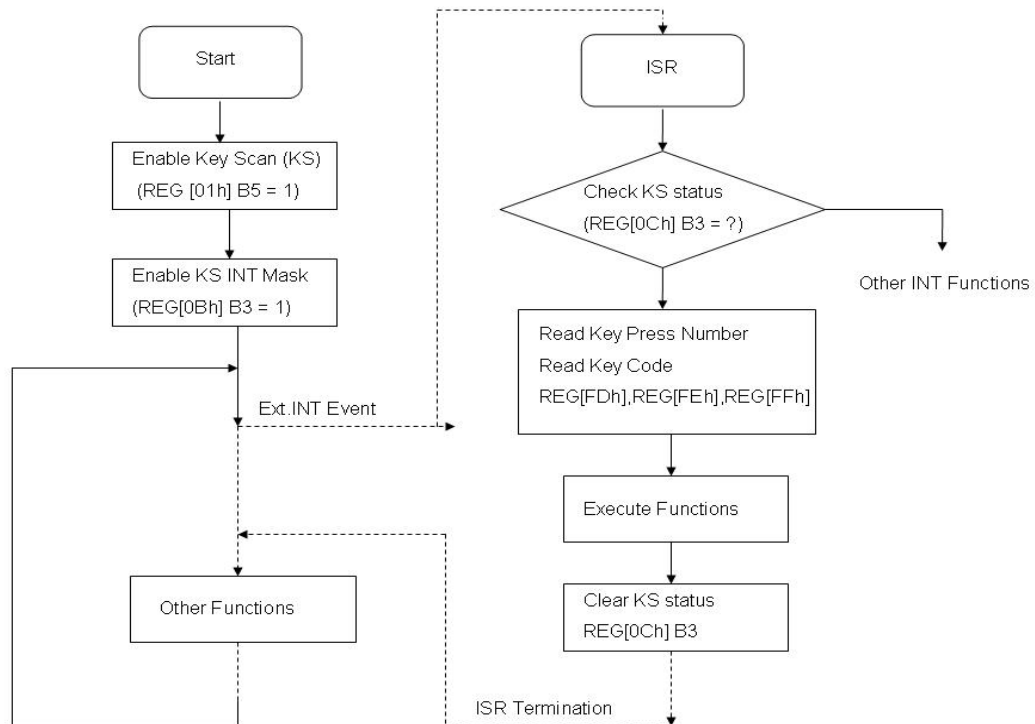 Start
Enable Key Scan (KS)
(REG [01h] B5 = 1)
Enable KS INT Mask
(REG[0Bh] B3 = 1)
Ext.INT Event
Other Functions
ISR
Check KS status
(REG[0Ch] B3 = ?)
Other INT Functions
Read Key Press Number
Read Key Code
REG[FDh],REG[FEh],REG[FFh]
Execute Functions
Clear KS status
REG[0Ch] B3
ISR Termination